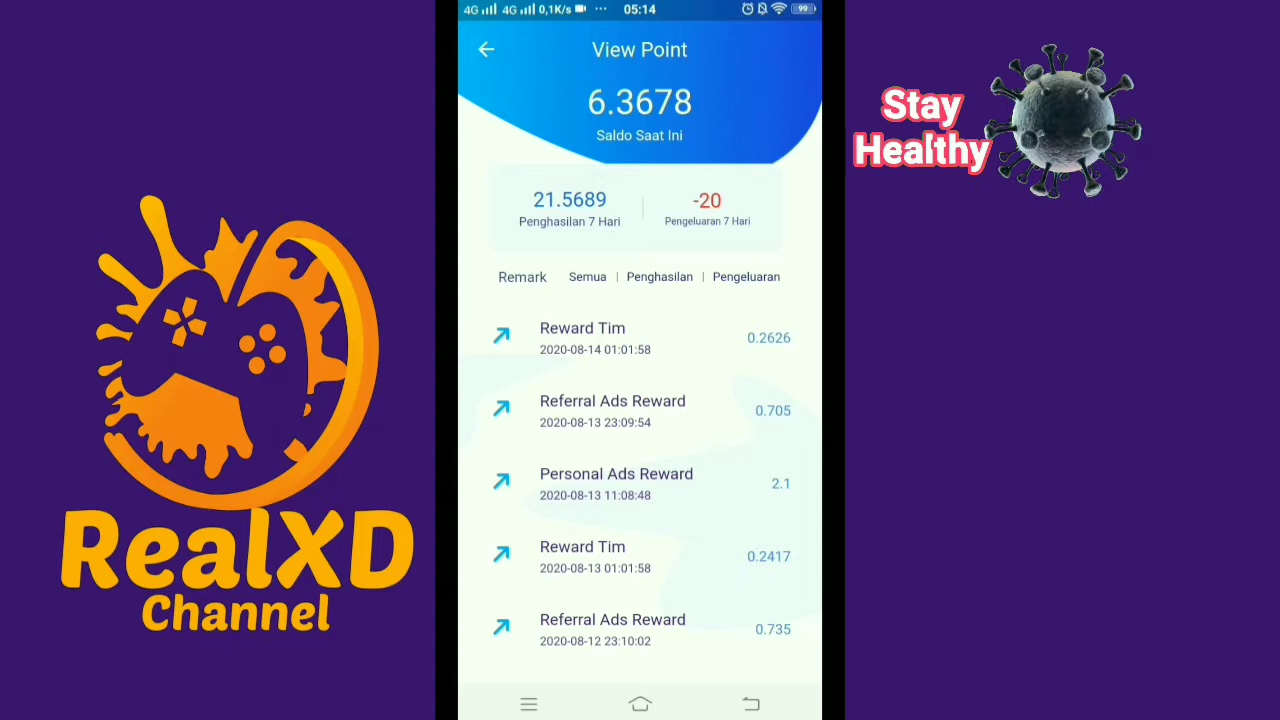 4G 4G 0,1K/s ... 05:14 99
View Point
6.3678
Saldo Saat Ini
21.5689 -20
Penghasilan 7 Hari Pengeluaran 7 Hari
Remark Semua | Penghasilan | Pengeluaran
Reward Tim
2020-08-14 01:01:58
0.2626
Referral Ads Reward
2020-08-13 23:09:54
0.705
Personal Ads Reward
2020-08-13 11:08:48
2.1
Reward Tim
2020-08-13 01:01:58
0.2417
Referral Ads Reward
2020-08-12 23:10:02
0.735
RealXD
Channel
Stay
Healthy